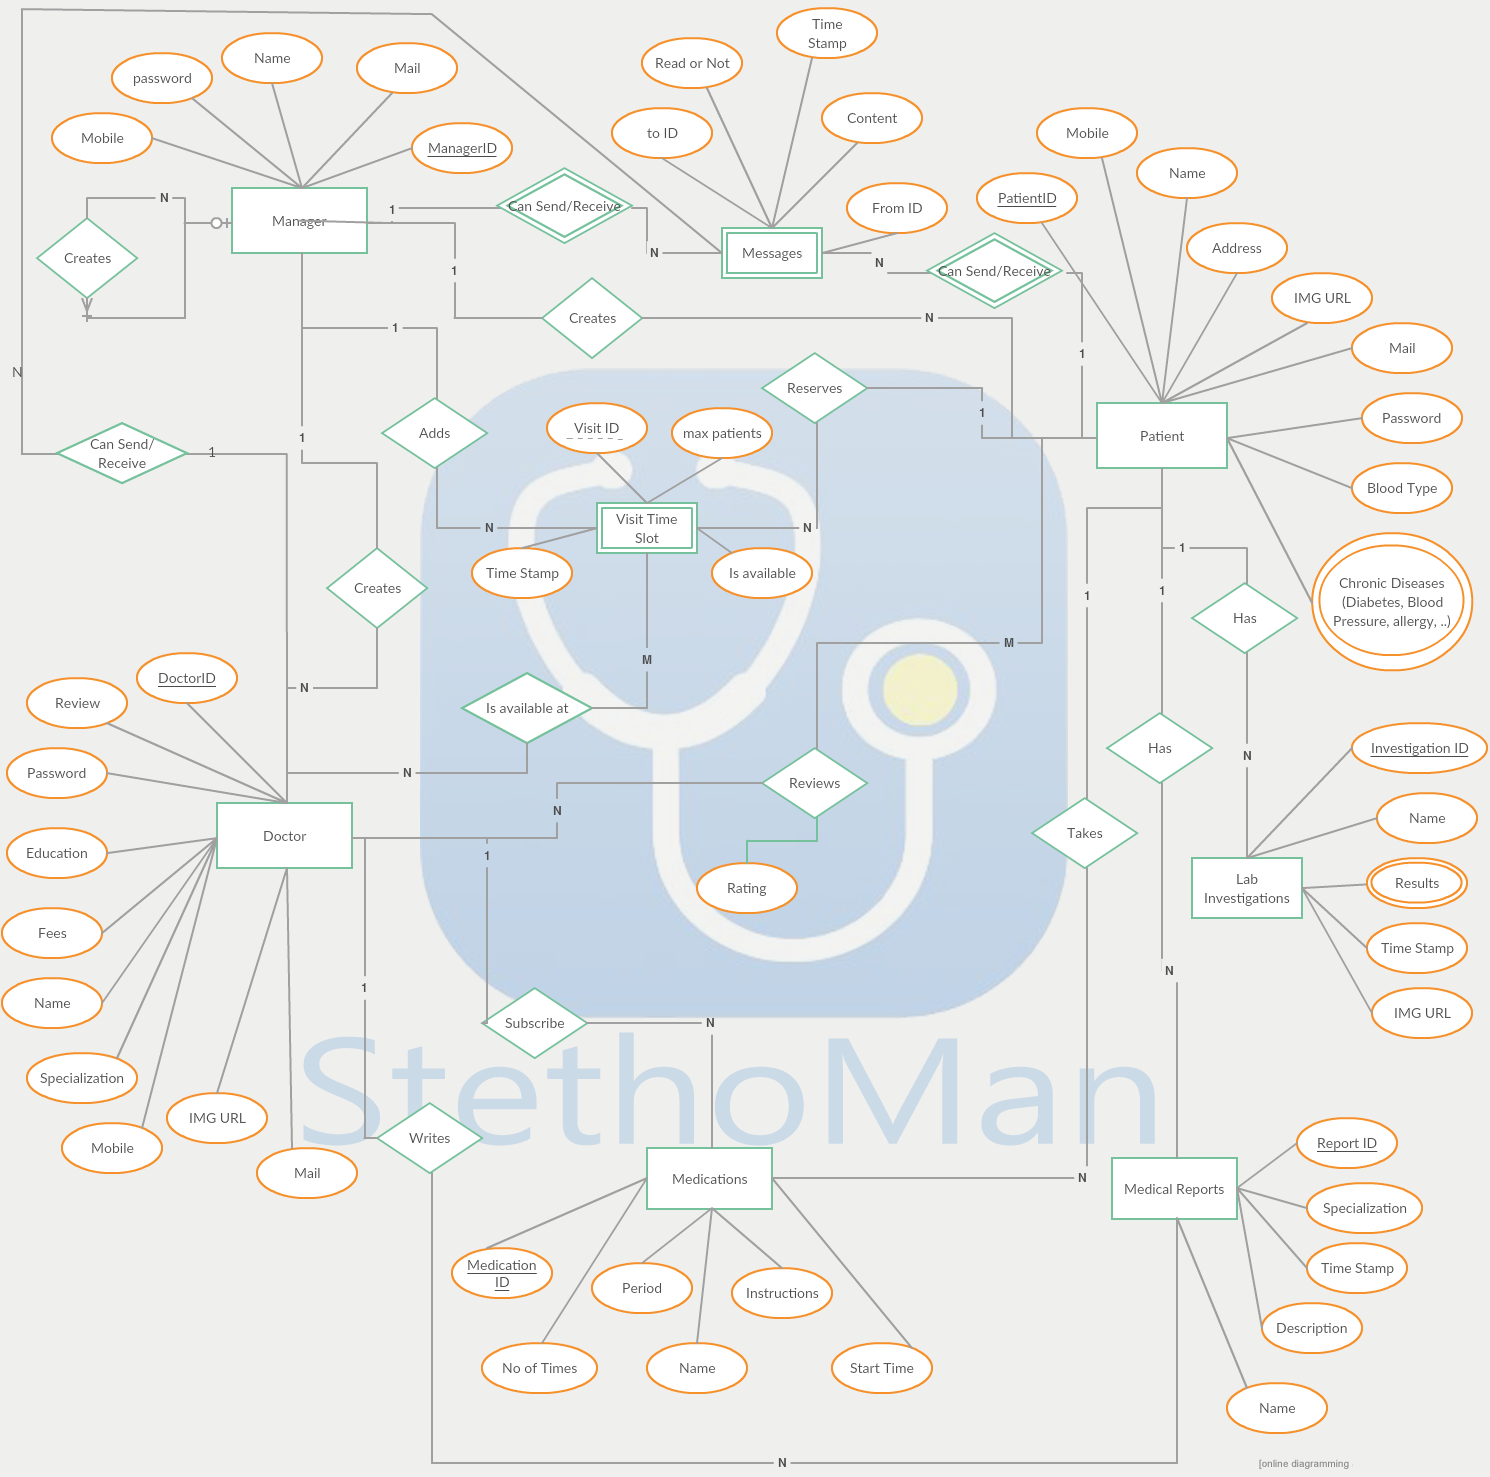 Time
Stamp
Name
Read or Not
Mail
password
Content
to ID
Mobile
Mobile
ManagerID
Name
PatientID
N
Can Send/Receive
1
From ID
Manager
Address
N
Messages
N
Creates
1
Can Send/Receive
IMG URL
Creates
N
1
Mail
1
N
Reserves
1
Password
Visit ID
max patients
Adds
Patient
1
Can Send/
Receive
1
Blood Type
Visit Time
Slot
N
N
1
Time Stamp
Is available
Chronic Diseases
(Diabetes, Blood
Pressure, allergy, ..)
Creates
1
1
Has
M
M
DoctorID
N
Review
Is available at
Has
Investigation ID
N
Password
N
Reviews
N
Name
Doctor
Takes
Education
1
Rating
Lab
Investigations
Results
Fees
Time Stamp
N
1
Name
Subscribe
N
IMG URL
StethoMan
Specialization
IMG URL
Mobile
Writes
Report ID
Mail
Medications
N
Medical Reports
Specialization
Medication
ID
Period
Instructions
Time Stamp
Description
No of Times
Name
Start Time
Name
N
[online diagramming